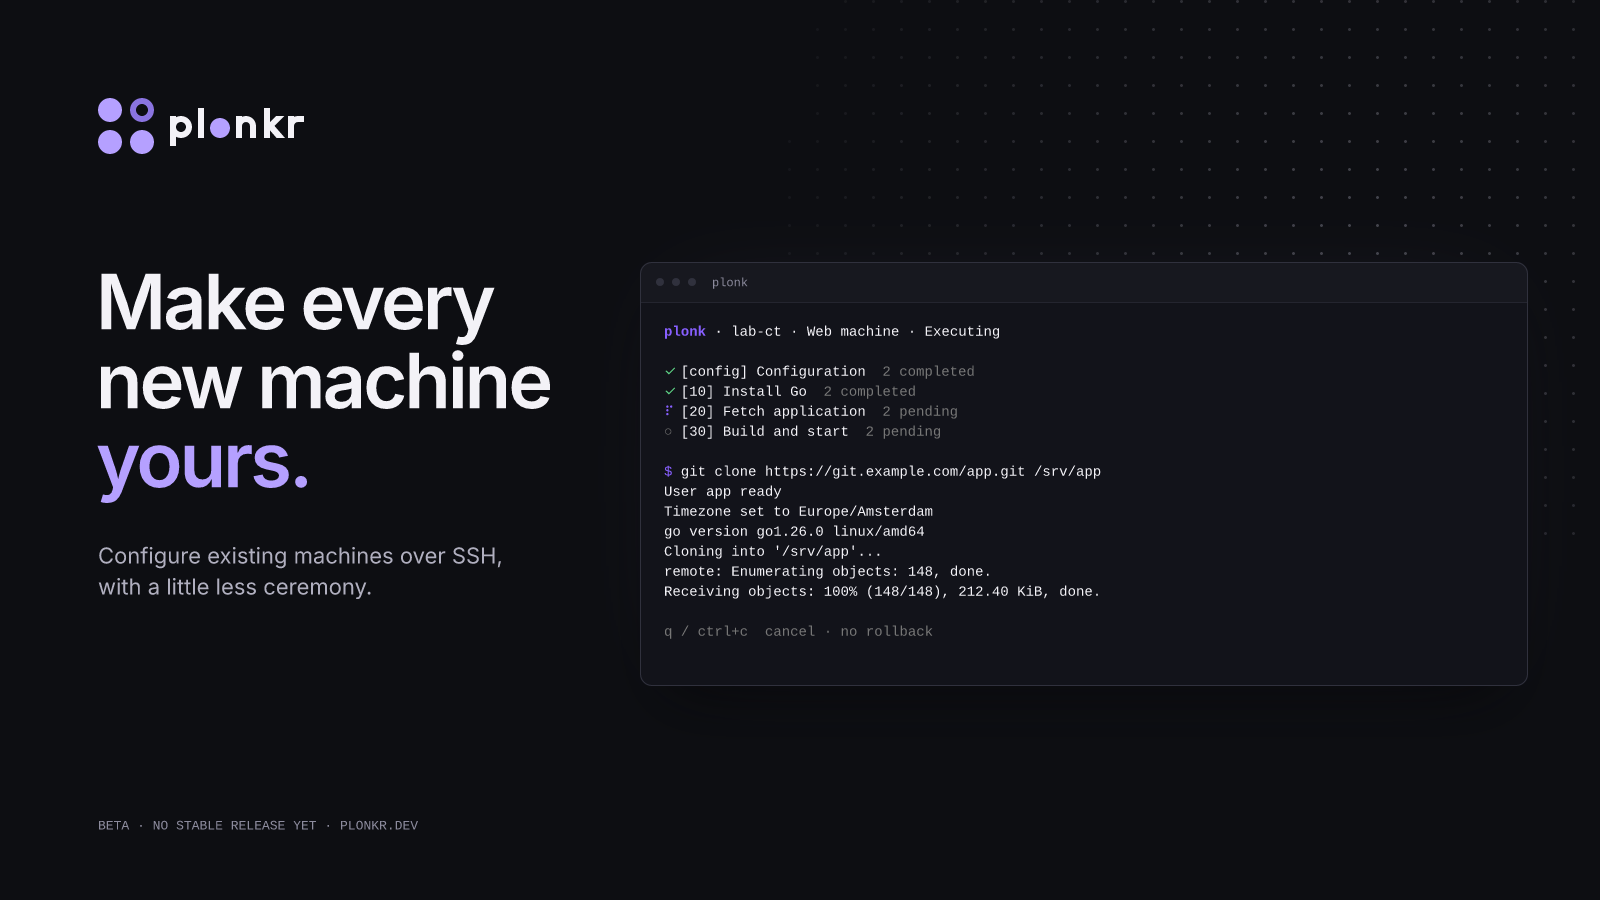 plonkr
Make every
new machine
yours.
Configure existing machines over SSH,
with a little less ceremony.
plonk
plonk · lab-ct · Web machine · Executing
✓ [config] Configuration  2 completed
✓ [10] Install Go  2 completed
⠏ [20] Fetch application  2 pending
○ [30] Build and start  2 pending
$ git clone https://git.example.com/app.git /srv/app
User app ready
Timezone set to Europe/Amsterdam
go version go1.26.0 linux/amd64
Cloning into '/srv/app'...
remote: Enumerating objects: 148, done.
Receiving objects: 100% (148/148), 212.40 KiB, done.
q / ctrl+c  cancel · no rollback
BETA · NO STABLE RELEASE YET · PLONKR.DEV